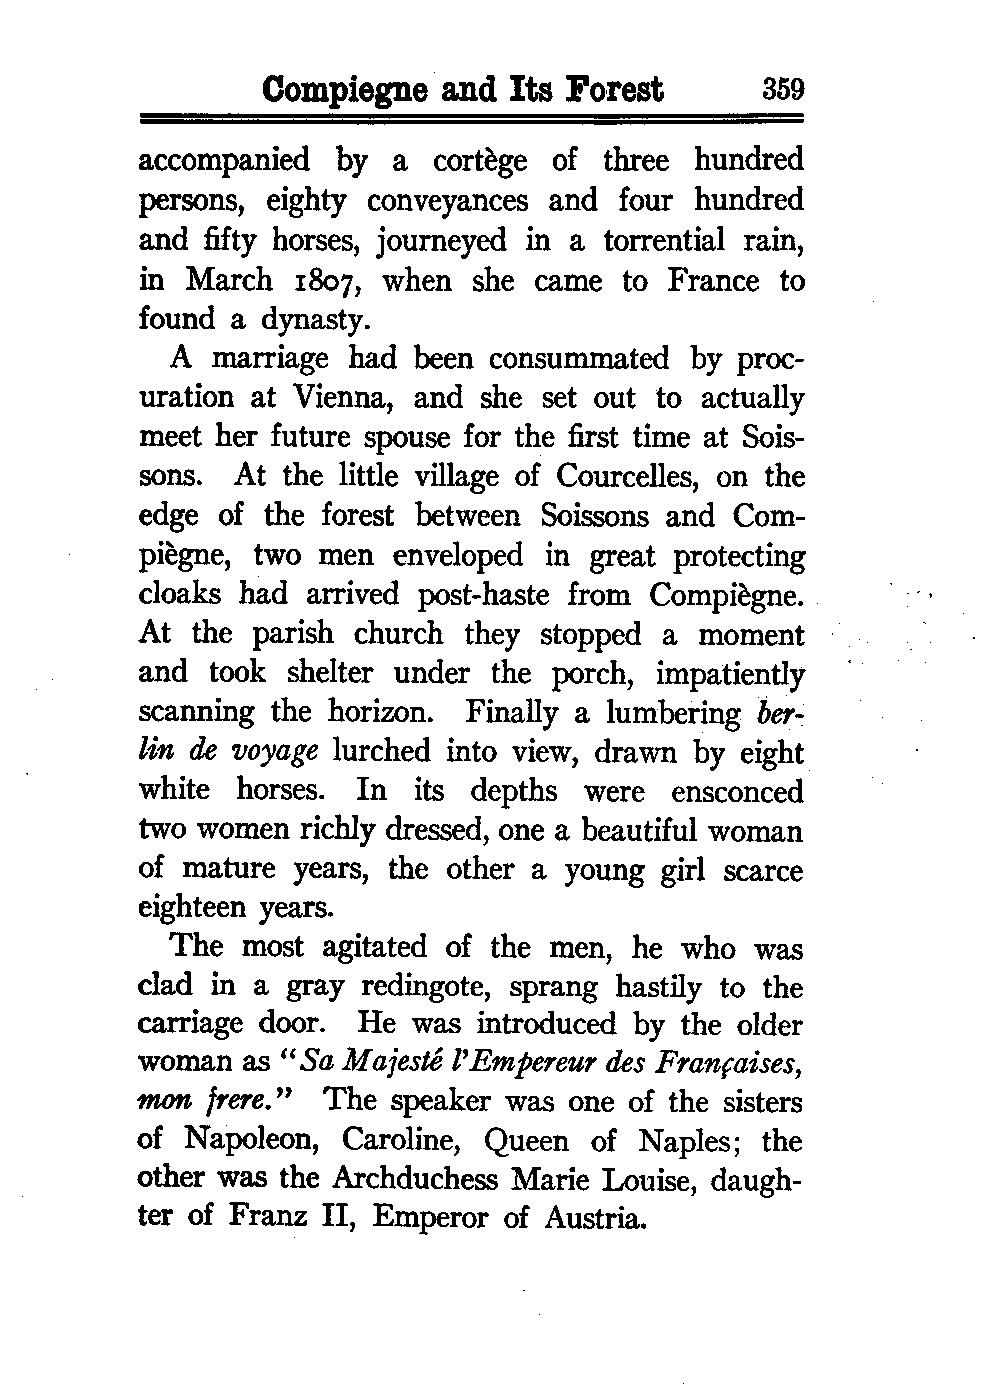 Compiegne and Its Forest 359
accompanied by a cortège of three hundred
persons, eighty conveyances and four hundred
and fifty horses, journeyed in a torrential rain,
in March 1807, when she came to France to
found a dynasty.
A marriage had been consummated by proc-
uration at Vienna, and she set out to actually
meet her future spouse for the first time at Sois-
sons. At the little village of Courcelles, on the
edge of the forest between Soissons and Com-
piègne, two men enveloped in great protecting
cloaks had arrived post-haste from Compiègne.
At the parish church they stopped a moment
and took shelter under the porch, impatiently
scanning the horizon. Finally a lumbering ber-
lin de voyage lurched into view, drawn by eight
white horses. In its depths were ensconced
two women richly dressed, one a beautiful woman
of mature years, the other a young girl scarce
eighteen years.
The most agitated of the men, he who was
clad in a gray redingote, sprang hastily to the
carriage door. He was introduced by the older
woman as "Sa Majesté l'Empereur des Françaises,
mon frere." The speaker was one of the sisters
of Napoleon, Caroline, Queen of Naples; the
other was the Archduchess Marie Louise, daugh-
ter of Franz II, Emperor of Austria.